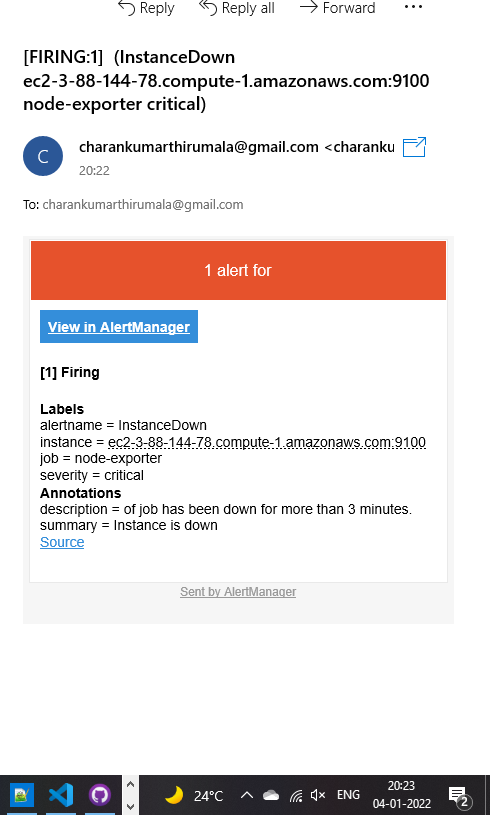 Reply Reply all Forward
[FIRING:1] (InstanceDown
ec2-3-88-144-78.compute-1.amazonaws.com:9100
node-exporter critical)
C
charankumarthirumala@gmail.com <charanku
20:22
To: charankumarthirumala@gmail.com
1 alert for
View in AlertManager
[1] Firing
Labels
alertname = InstanceDown
instance = ec2-3-88-144-78.compute-1.amazonaws.com:9100
job = node-exporter
severity = critical
Annotations
description = of job has been down for more than 3 minutes.
summary = Instance is down
Source
Sent by AlertManager
24°C ENG
20:23
04-01-2022
2